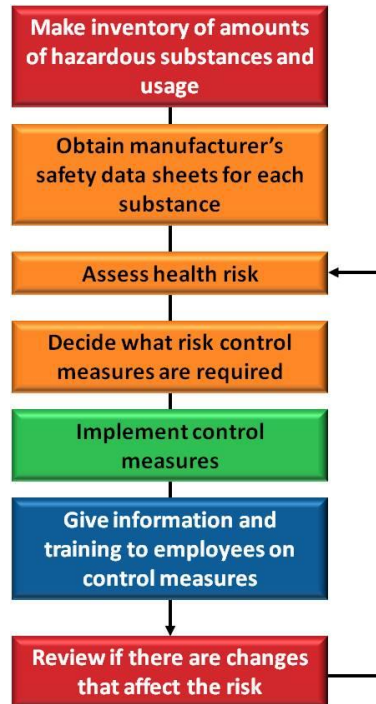 Make inventory of amounts
of hazardous substances and
usage
Obtain manufacturer’s
safety data sheets for each
substance
Assess health risk
Decide what risk control
measures are required
Implement control
measures
Give information and
training to employees on
control measures
Review if there are changes
that affect the risk